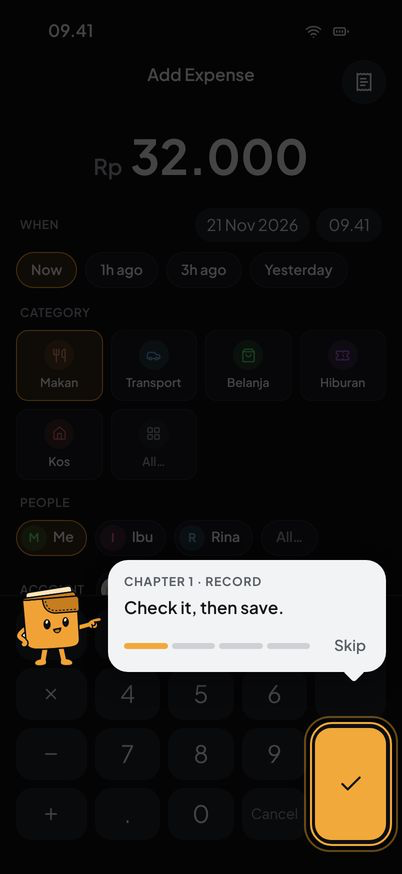 09.41
Add Expense
Rp 32.000
WHEN 21 Nov 2026 09.41
Now 1h ago 3h ago Yesterday
CATEGORY
Makan Transport Belanja Hiburan
Kos All...
PEOPLE
M Me I Ibu R Rina All...
ACCOUNT
CHAPTER 1 · RECORD
Check it, then save.
Skip
× 4 5 6
− 7 8 9
+ . 0 Cancel